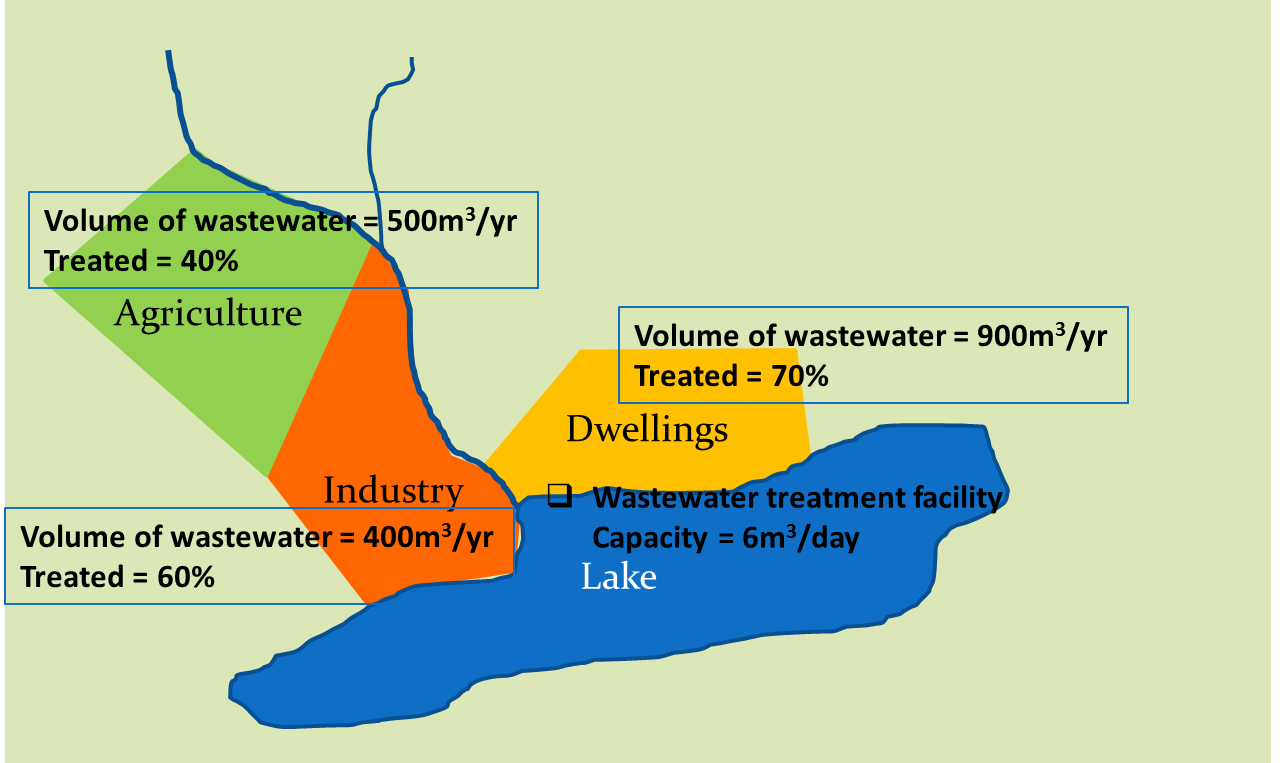 Volume of wastewater = 500m³/yr
Treated = 40%
Agriculture
Volume of wastewater = 900m³/yr
Treated = 70%
Dwellings
Industry
❑ Wastewater treatment facility
Capacity = 6m³/day
Volume of wastewater = 400m³/yr
Treated = 60%
Lake